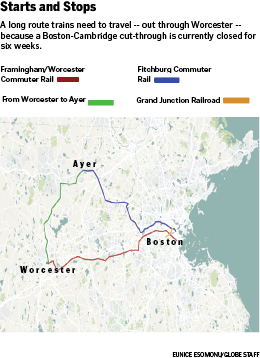 Starts and Stops
A long route trains need to travel -- out through Worcester --
because a Boston-Cambridge cut-through is currently closed for
six weeks.
Framingham/Worcester
Commuter Rail
Fitchburg Commuter
Rail
From Worcester to Ayer
Grand Junction Railroad
Ayer
Boston
Worcester
EUNICE ESOMONU/GLOBE STAFF